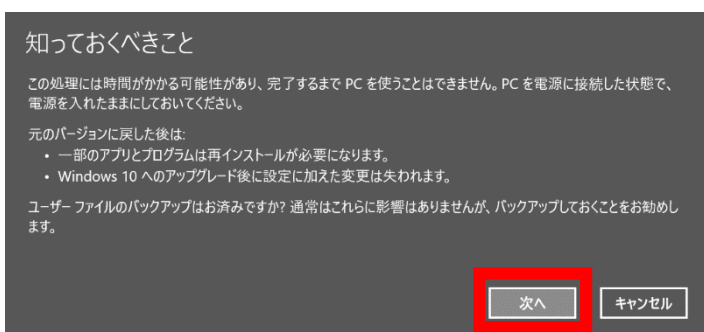 知っておくべきこと
この処理には時間がかかる可能性があり、完了するまで PC を使うことはできません。PC を電源に接続した状態で、
電源を入れたままにしておいてください。
元のバージョンに戻した後は:
• 一部のアプリとプログラムは再インストールが必要になります。
• Windows 10 へのアップグレード後に設定に加えた変更は失われます。
ユーザー ファイルのバックアップはお済みですか? 通常はこれらに影響はありませんが、バックアップしておくことをお勧めし
ます。
次へ キャンセル